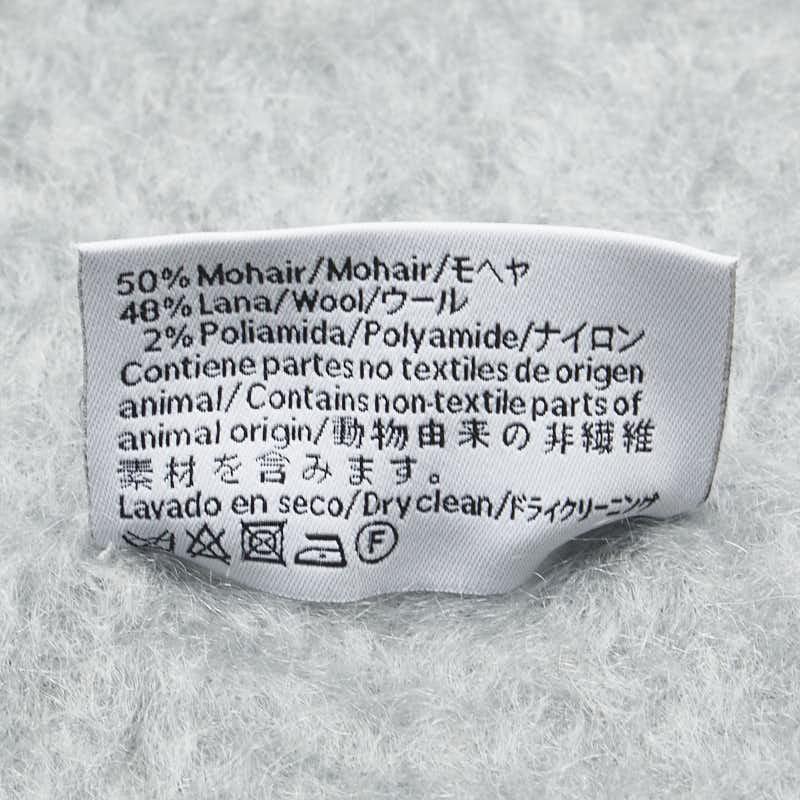 50% Mohair/Mohair/モヘヤ
48% Lana/Wool/ウール
2% Poliamida/Polyamide/ナイロン
Contiene partes no textiles de origen
animal/Contains non-textile parts of
animal origin/動物由来の非繊維
素材を含みます。
Lavado en seco/Dry clean/ドライクリーニング
F